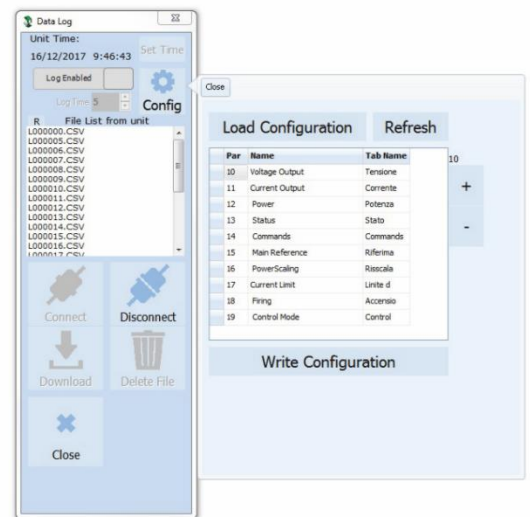 Data Log
Unit Time:
16/12/2017 9:46:43
Set Time
Log Enabled
Log Time 5
Config
R File List from unit
L000000.CSV
L000005.CSV
L000006.CSV
L000007.CSV
L000008.CSV
L000009.CSV
L000010.CSV
L000011.CSV
L000012.CSV
L000013.CSV
L000014.CSV
L000015.CSV
L000016.CSV
L000017.CSV
Connect
Disconnect
Download
Delete File
Close
Close
Load Configuration
Refresh
Par Name Tab Name
10 Voltage Output Tensione
11 Current Output Corrente
12 Power Potenza
13 Status Stato
14 Commands Commands
15 Main Reference Riferima
16 PowerScaling Risscala
17 Current Limit Linite d
18 Firing Accensio
19 Control Mode Control
10
+
-
Write Configuration